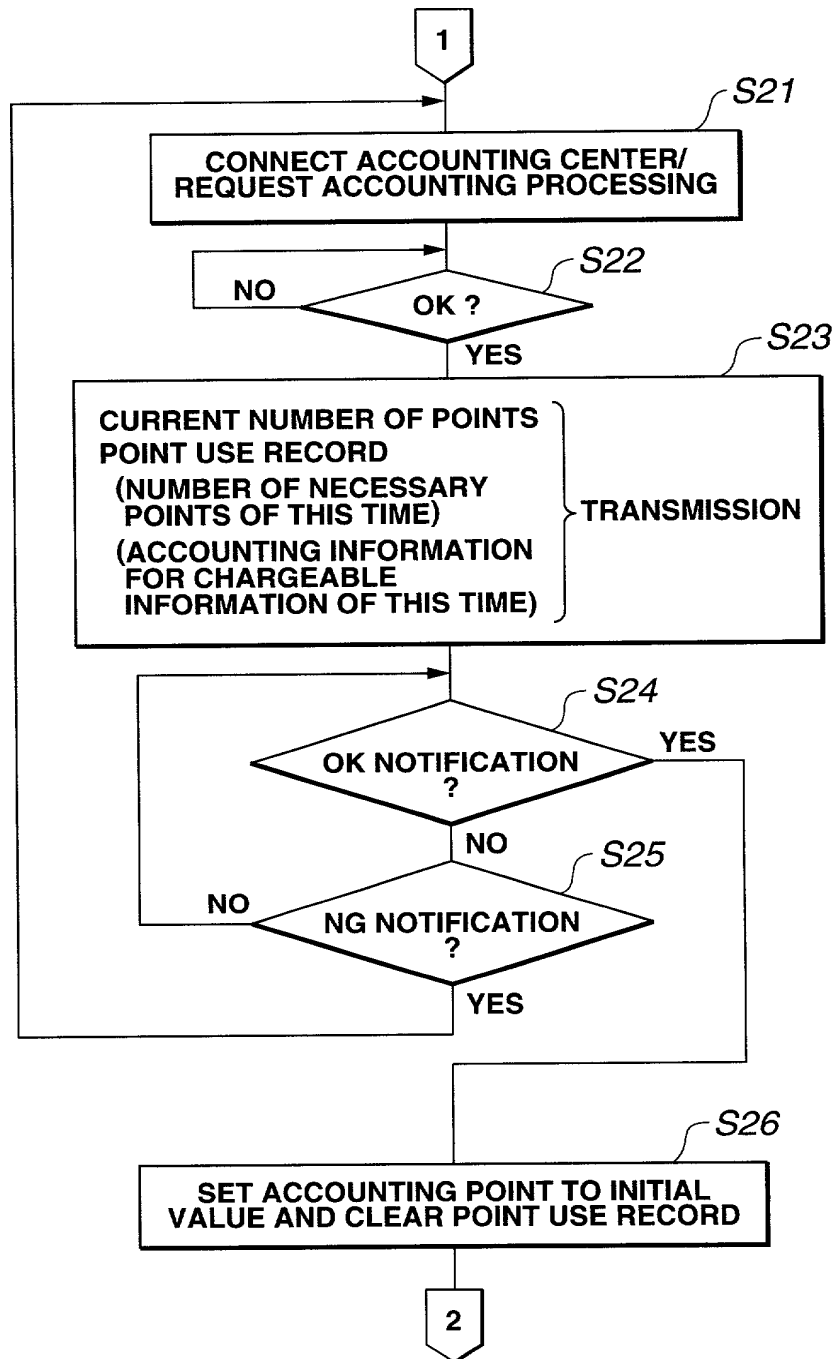 1
S21
CONNECT ACCOUNTING CENTER/
REQUEST ACCOUNTING PROCESSING
S22
NO
OK ?
YES
S23
CURRENT NUMBER OF POINTS
POINT USE RECORD
(NUMBER OF NECESSARY
POINTS OF THIS TIME)
(ACCOUNTING INFORMATION
FOR CHARGEABLE
INFORMATION OF THIS TIME)
TRANSMISSION
S24
YES
OK NOTIFICATION
?
NO
S25
NO
NG NOTIFICATION
?
YES
S26
SET ACCOUNTING POINT TO INITIAL
VALUE AND CLEAR POINT USE RECORD
2